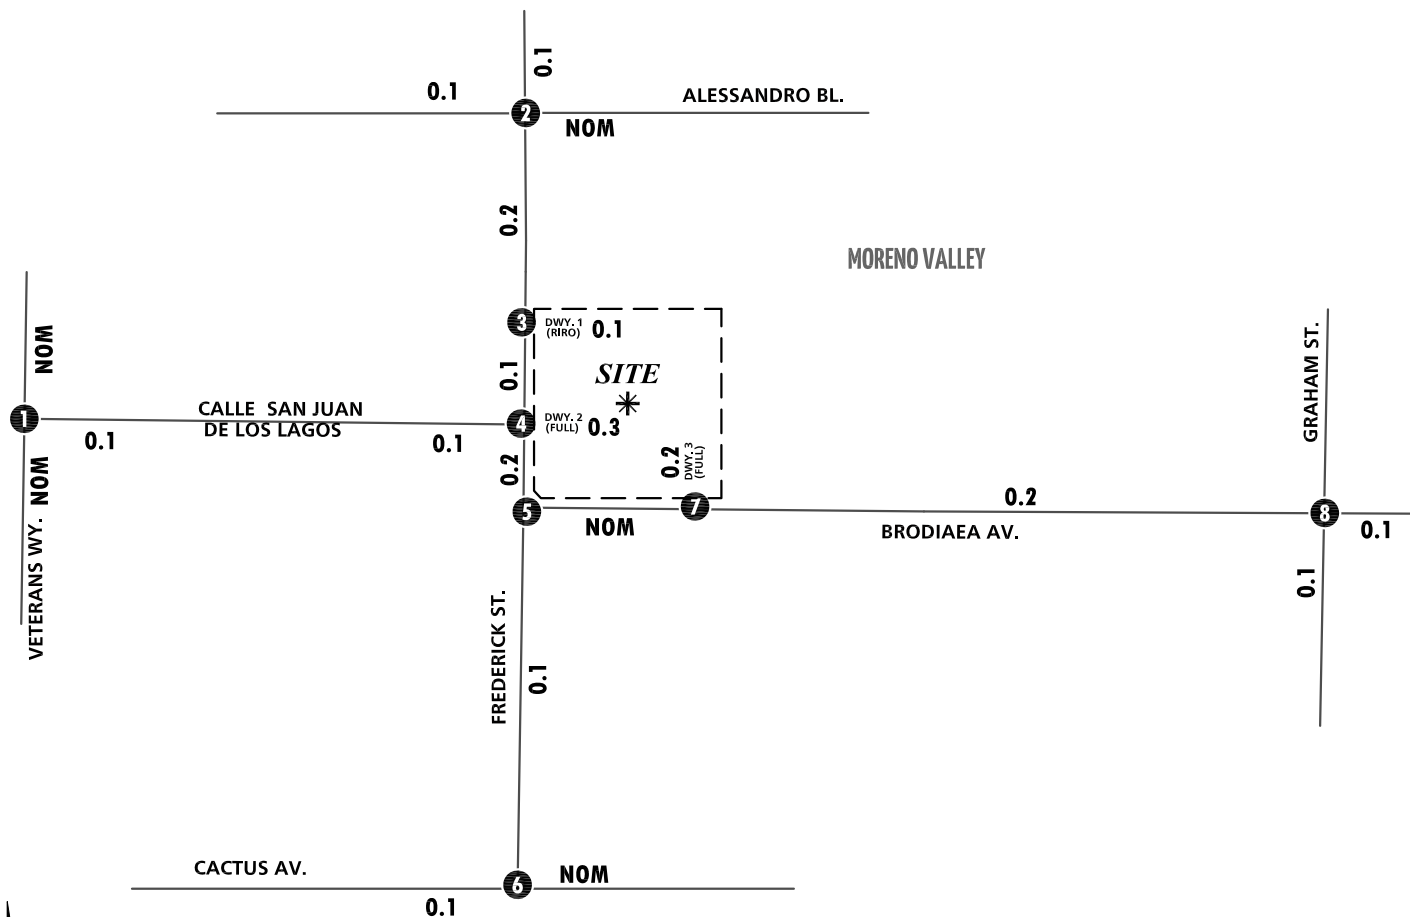 0.1
0.1
ALESSANDRO BL.
2
NOM
0.2
MORENO VALLEY
3
DWY. 1
(RIRO)
0.1
NOM
0.1
SITE
GRAHAM ST.
1
CALLE SAN JUAN
DE LOS LAGOS
0.1
0.1
4
DWY. 2
(FULL)
0.3
NOM
0.2
0.2
DWY. 3
(FULL)
5
NOM
7
0.2
BRODIAEA AV.
8
0.1
0.1
VETERANS WY.
FREDERICK ST.
0.1
CACTUS AV.
6
NOM
0.1